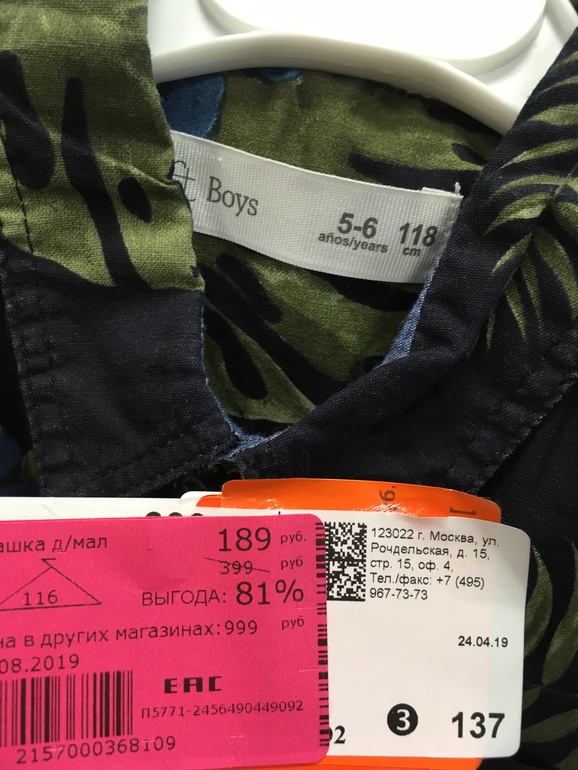 Boys
5-6 118
años/years cm
189 руб.
399 руб
д/мал
116
ВЫГОДА: 81%
в других магазинах: 999 руб
08.2019
EAC
П5771-2456490449092
2157000368109
123022 г. Москва, ул.
Рочдельская, д. 15,
стр. 15, оф. 4,
Тел./факс: +7 (495)
967-73-73
24.04.19
3 137